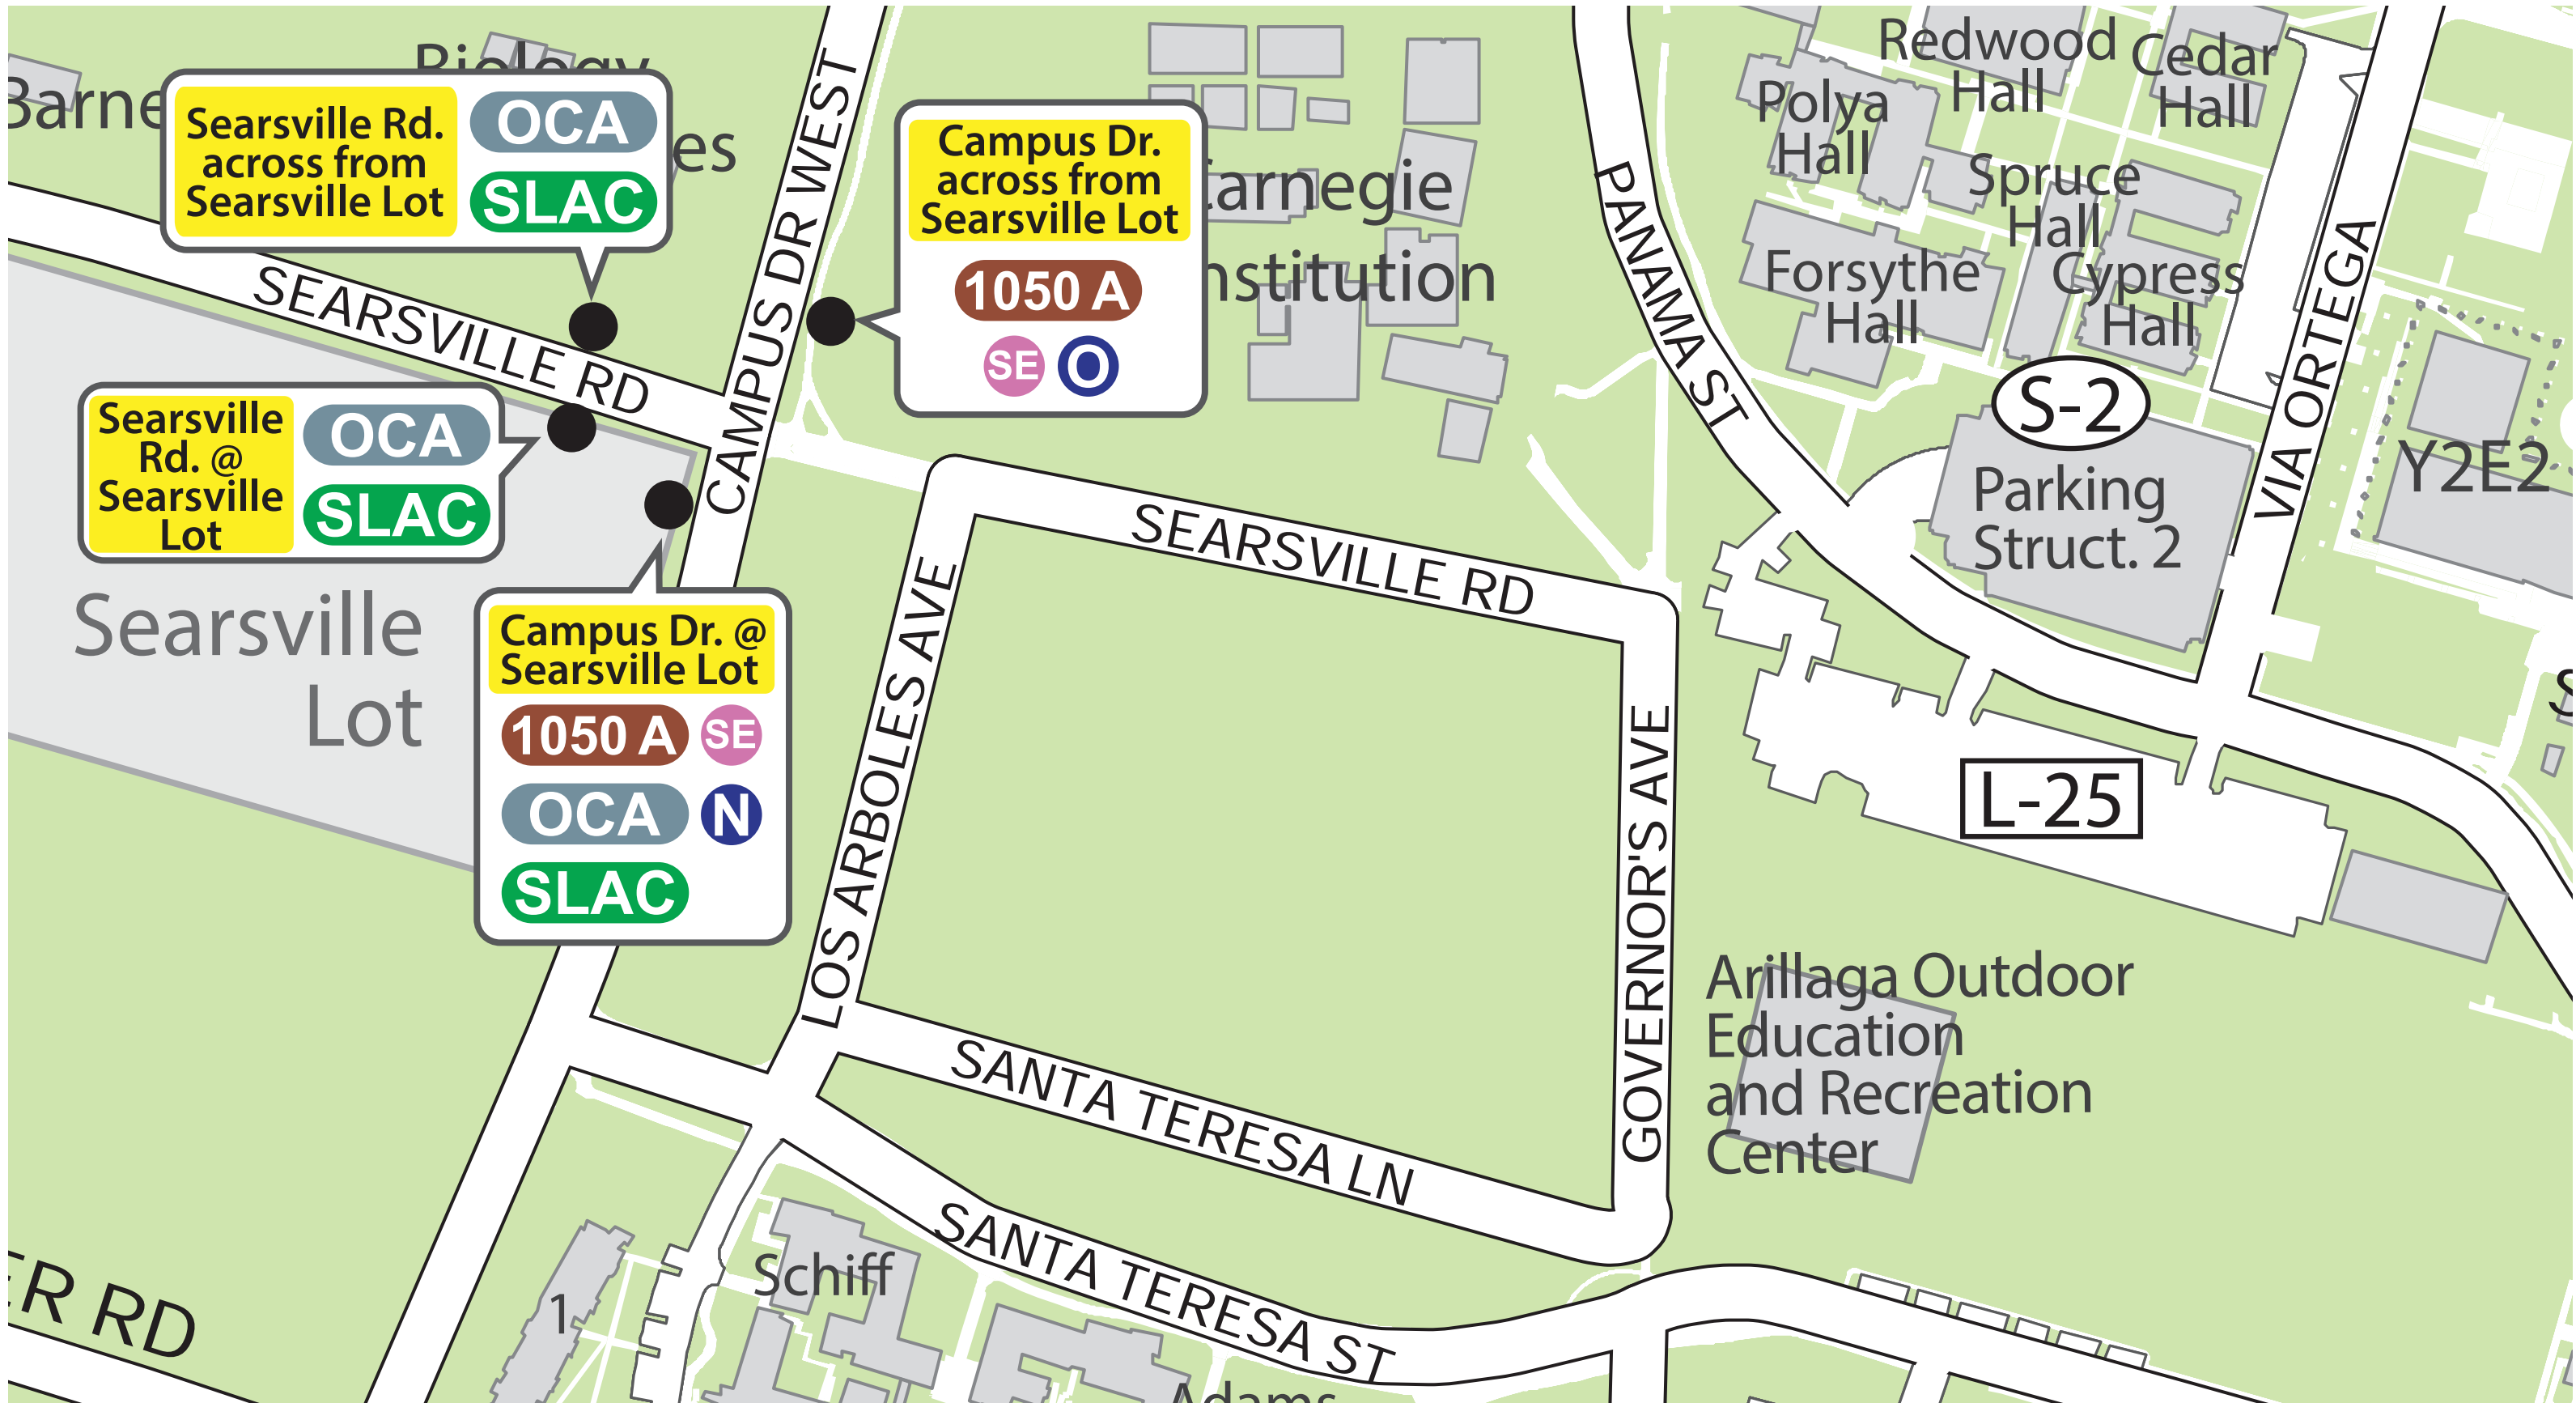 Barne
Biology
es
Searsville Rd.
across from
Searsville Lot
OCA
SLAC
CAMPUS DR WEST
Campus Dr.
across from
Searsville Lot
1050 A
SE
O
arnegie
nstitution
PANAMA ST
Redwood
Hall
Cedar
Hall
Polya
Hall
Spruce
Hall
Forsythe
Hall
Cypress
Hall
VIA ORTEGA
S-2
Parking
Struct. 2
Y2E2
SEARSVILLE RD
Searsville
Rd. @
Searsville
Lot
OCA
SLAC
Searsville
Lot
Campus Dr. @
Searsville Lot
1050 A
SE
OCA
N
SLAC
SEARSVILLE RD
LOS ARBOLES AVE
GOVERNOR'S AVE
L-25
S
Arillaga Outdoor
Education
and Recreation
Center
SANTA TERESA LN
SANTA TERESA ST
Schiff
1
ER RD
Adams